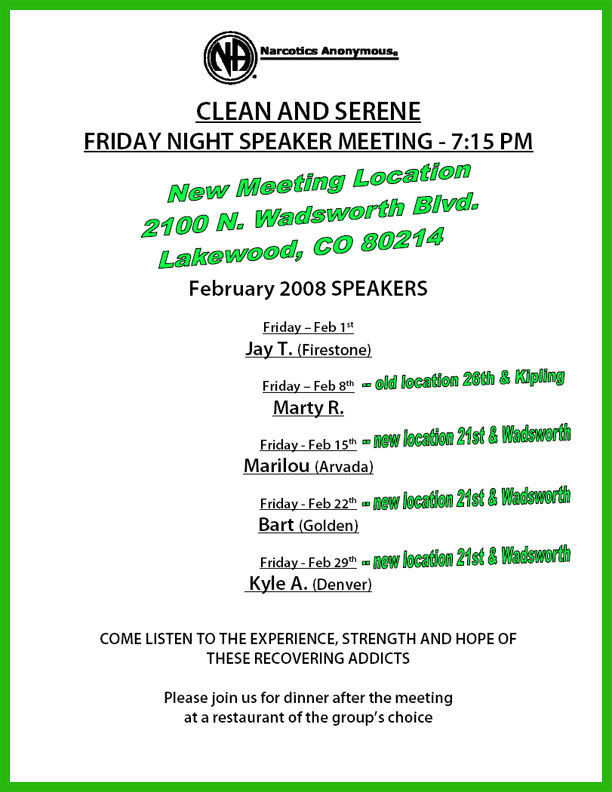 NA
Narcotics Anonymous®
CLEAN AND SERENE
FRIDAY NIGHT SPEAKER MEETING - 7:15 PM
New Meeting Location
2100 N. Wadsworth Blvd.
Lakewood, CO 80214
February 2008 SPEAKERS
Friday – Feb 1st
Jay T. (Firestone)
Friday – Feb 8th -- old location 26th & Kipling
Marty R.
Friday - Feb 15th -- new location 21st & Wadsworth
Marilou (Arvada)
Friday - Feb 22th -- new location 21st & Wadsworth
Bart (Golden)
Friday - Feb 29th -- new location 21st & Wadsworth
Kyle A. (Denver)
COME LISTEN TO THE EXPERIENCE, STRENGTH AND HOPE OF
THESE RECOVERING ADDICTS
Please join us for dinner after the meeting
at a restaurant of the group's choice